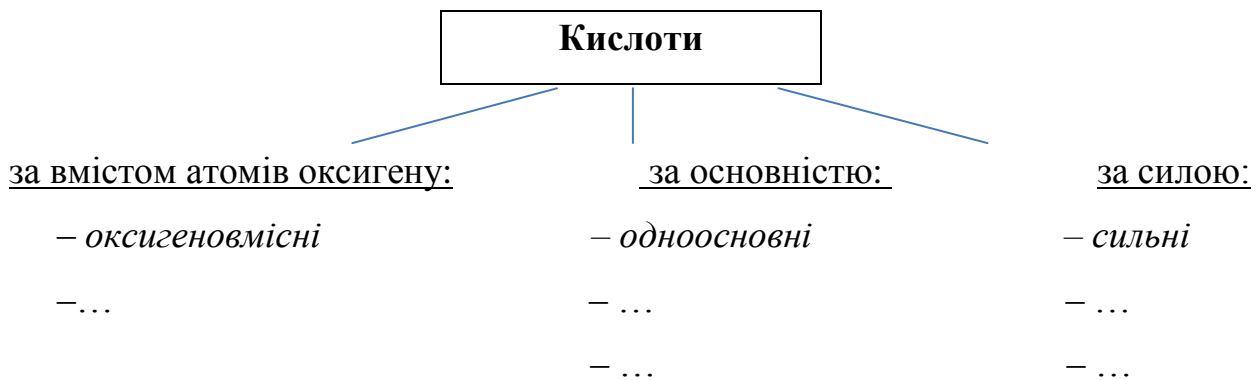 Кислоти
за вмістом атомів оксигену: за основністю: за силою:
– оксигеновмісні – одноосновні – сильні
–… – … – …
– … – …